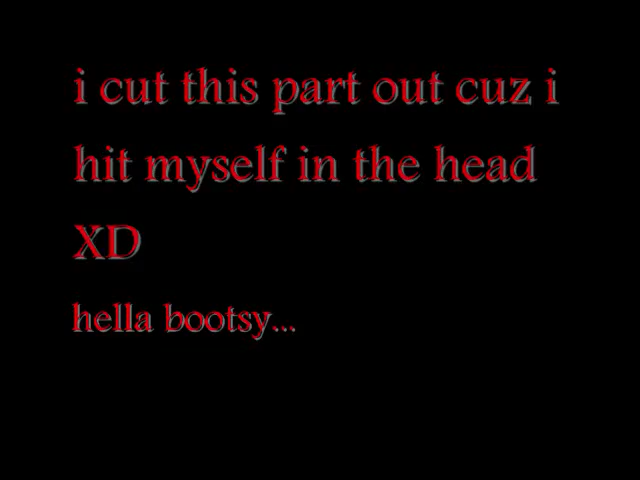 i cut this part out cuz i
hit myself in the head
XD
hella bootsy...